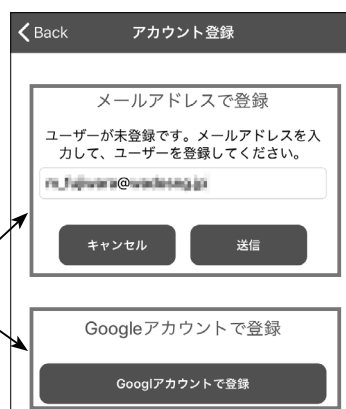 Back
アカウント登録
メールアドレスで登録
ユーザーが未登録です。メールアドレスを入
力して、ユーザーを登録してください。
キャンセル
送信
Googleアカウントで登録
Googlアカウントで登録